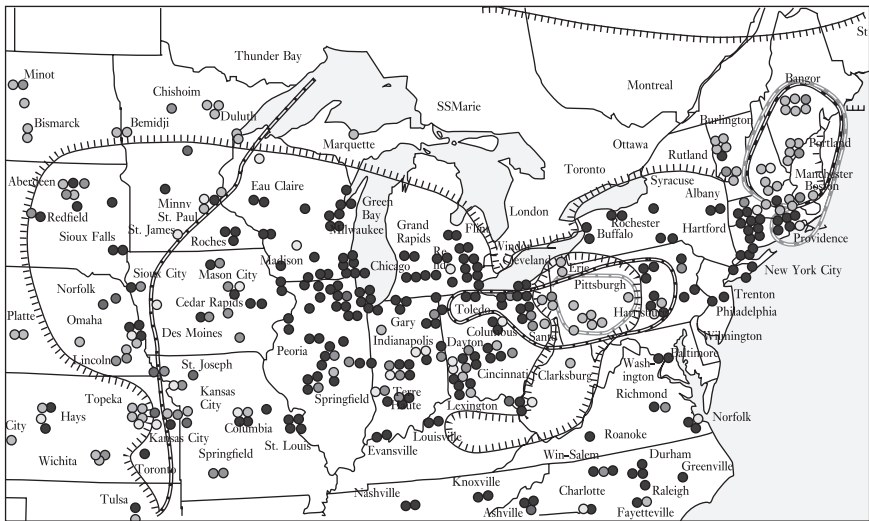 St
Thunder Bay
Minot
Bangor
Montreal
Chishoim
SSMarie
Duluth
Burlington
Bismarck
Bemidji
Marquette
Ottawa
Portland
Rutland
Toronto
Manchester
Aberdeen
Minny
Eau Claire
Syracuse
Boston
St. Paul
Green
Bay
London
Albany
Redfield
St. James
Milwaukee
Grand
Rapids
Flint
Rochester
Hartford
Sioux Falls
Roches
Buffalo
Providence
Madison
Chicago
Wind
Cleveland
Sioux City
Mason City
Erie
New York City
Norfolk
Pittsburgh
Cedar Rapids
Toledo
Trenton
Platte
Omaha
Gary
Harrisburg
Philadelphia
Des Moines
Columbus
Wilmington
Indianapolis
Dayton
Peoria
Lincoln
St. Joseph
Wash-
ington
Baltimore
Cincinnati
Clarksburg
Kansas
City
Topeka
Springfield
Terre
Haute
Richmond
Lexington
City
Hays
Columbia
Norfolk
Kansas City
St. Louis
Evansville
Louisville
Roanoke
Wichita
Toronto
Springfield
Win-Salem
Durham
Greenville
Knoxville
Tulsa
Nashville
Charlotte
Raleigh
Ashville
Fayetteville